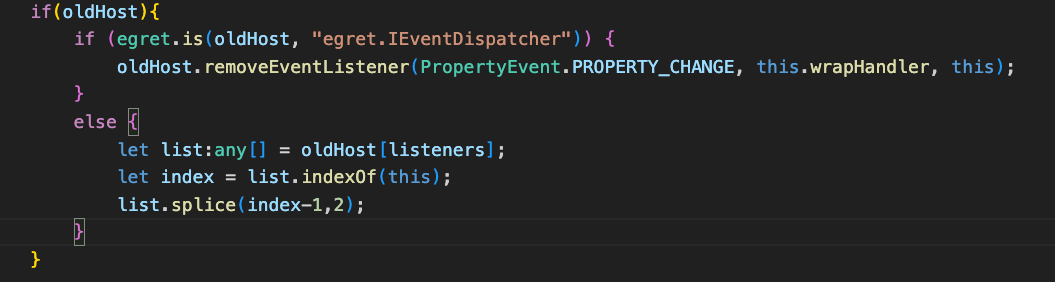 if(oldHost){
if (egret.is(oldHost, "egret.IEventDispatcher")) {
oldHost.removeEventListener(PropertyEvent.PROPERTY_CHANGE, this.wrapHandler, this);
}
else {
let list:any[] = oldHost[listeners];
let index = list.indexOf(this);
list.splice(index-1,2);
}
}